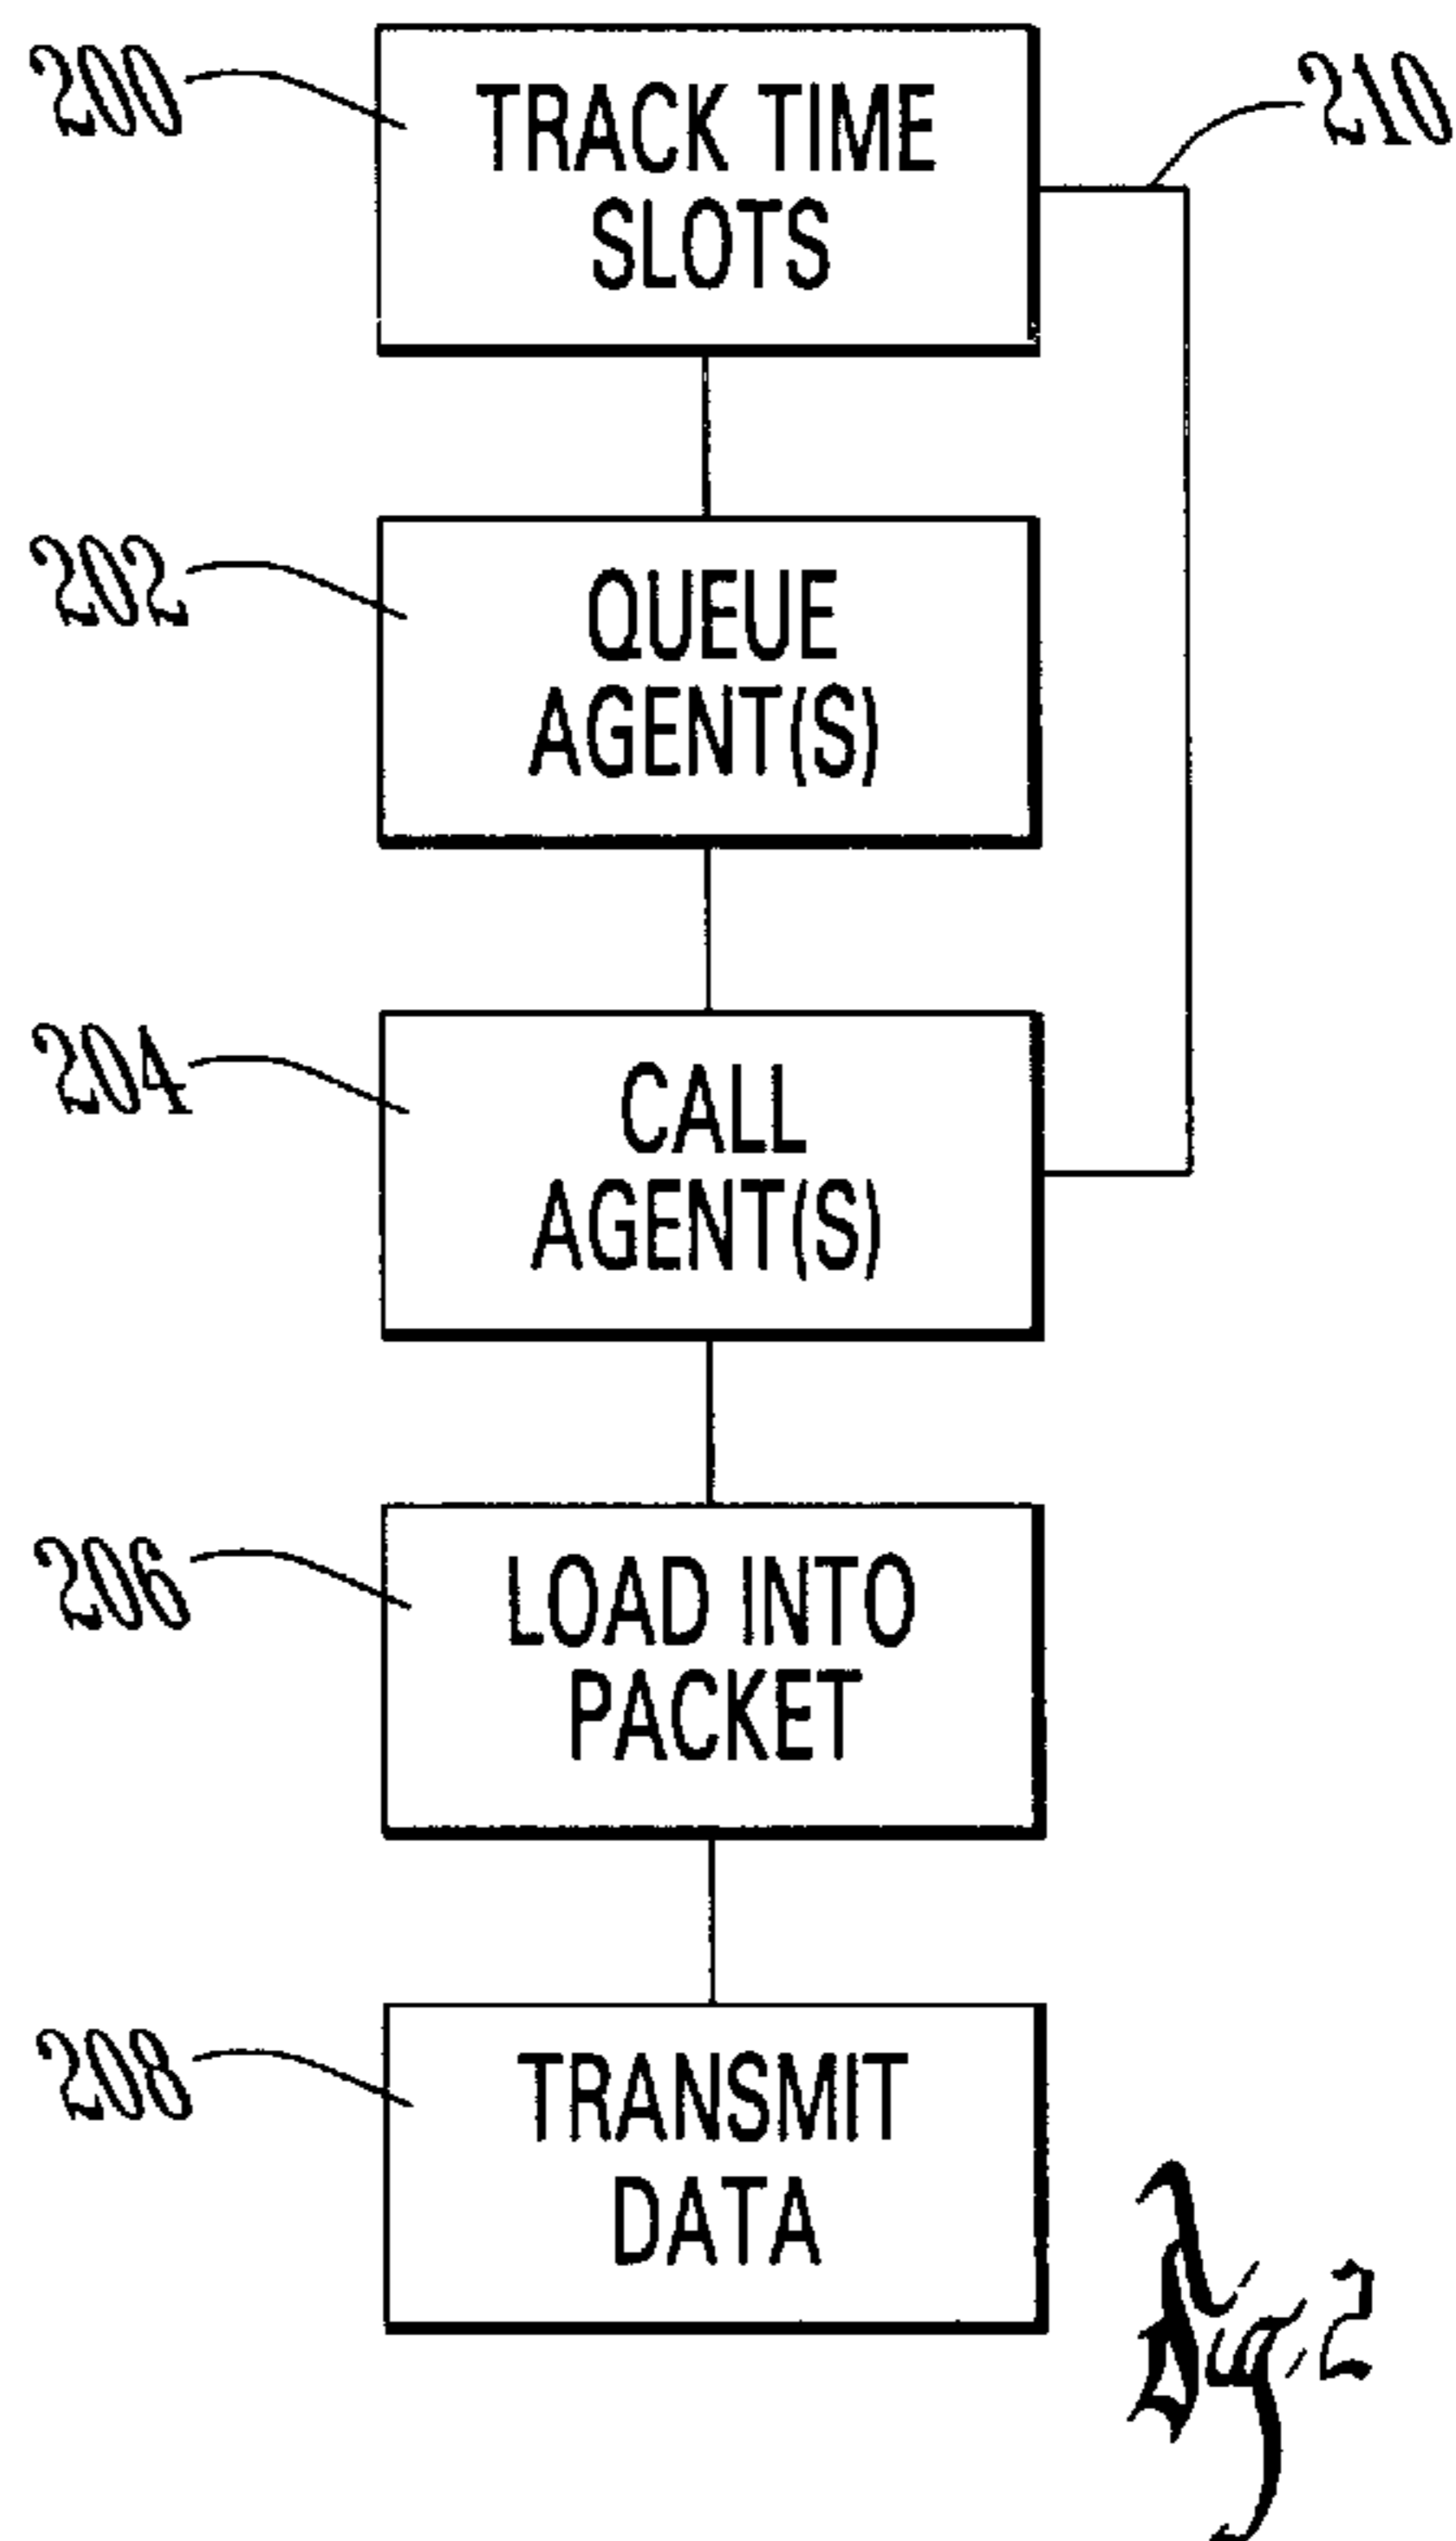 200
TRACK TIME
SLOTS
210
202
QUEUE
AGENT(S)
204
CALL
AGENT(S)
206
LOAD INTO
PACKET
208
TRANSMIT
DATA
Fig. 2